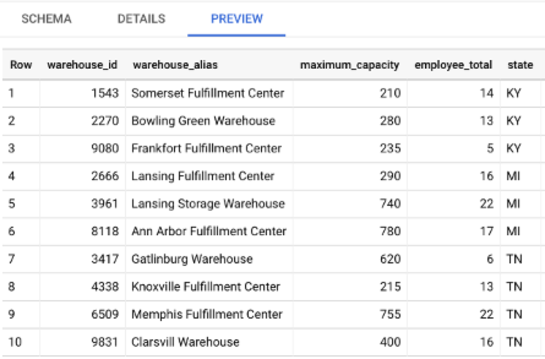 SCHEMA DETAILS PREVIEW
Row warehouse_id warehouse_alias maximum_capacity employee_total state
1 1543 Somerset Fulfillment Center 210 14 KY
2 2270 Bowling Green Warehouse 280 13 KY
3 9080 Frankfort Fulfillment Center 235 5 KY
4 2666 Lansing Fulfillment Center 290 16 MI
5 3961 Lansing Storage Warehouse 740 22 MI
6 8118 Ann Arbor Fulfillment Center 780 17 MI
7 3417 Gatlinburg Warehouse 620 6 TN
8 4338 Knoxville Fulfillment Center 215 13 TN
9 6509 Memphis Fulfillment Center 755 22 TN
10 9831 Clarsvill Warehouse 400 16 TN